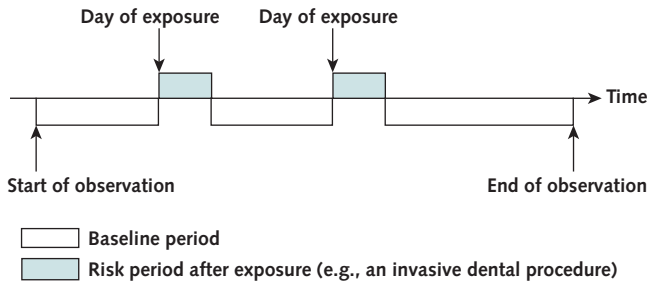 Day of exposure
Day of exposure
Time
Start of observation
End of observation
Baseline period
Risk period after exposure (e.g., an invasive dental procedure)